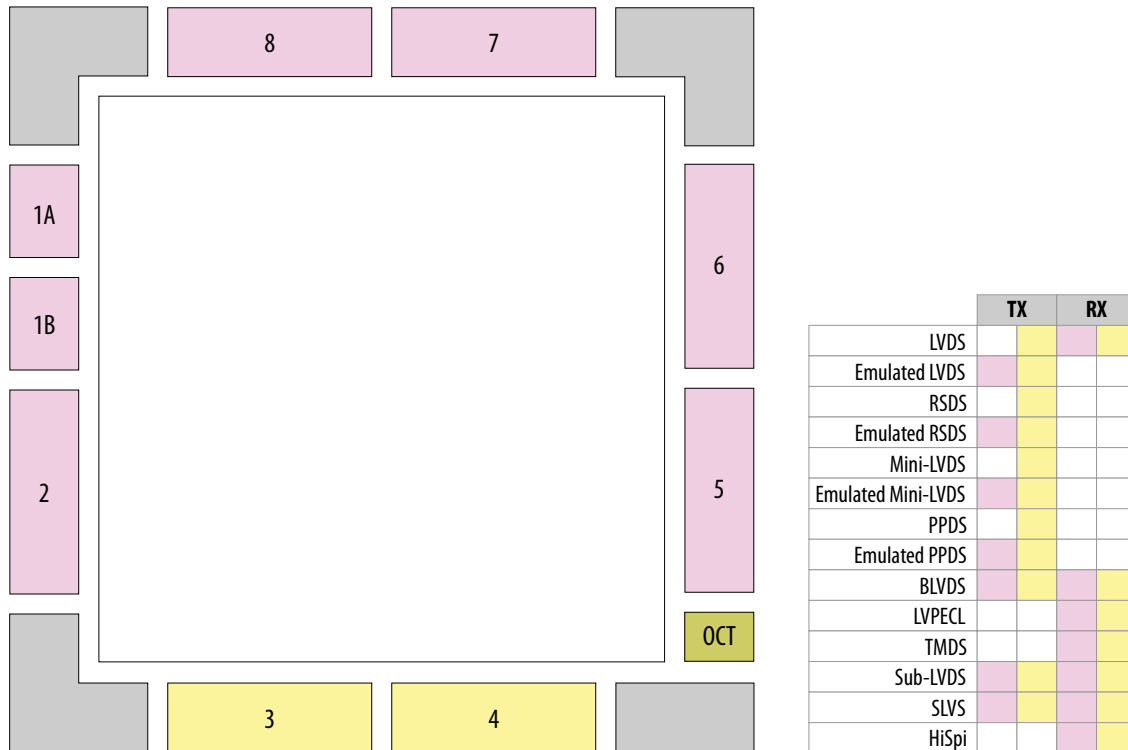 8 7
1A
6
1B
2
5
OCT
3 4
TX RX
LVDS
Emulated LVDS
RSDS
Emulated RSDS
Mini-LVDS
Emulated Mini-LVDS
PPDS
Emulated PPDS
BLVDS
LVPECL
TMDS
Sub-LVDS
SLVS
HiSpi